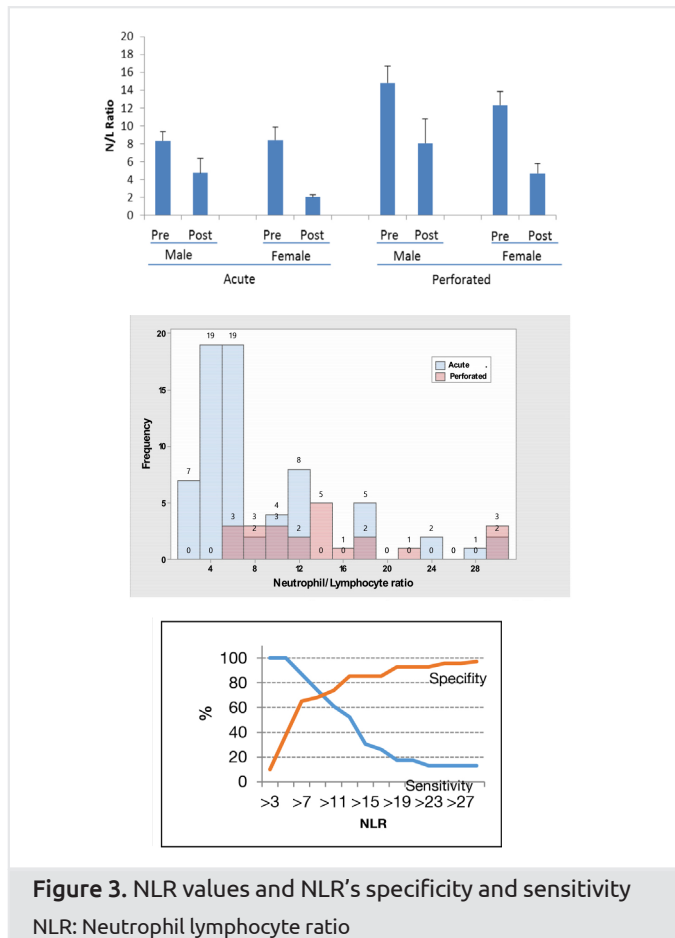 20
18
16
14
12
10
8
6
4
2
0
N/L Ratio
Pre Post Pre Post Pre Post Pre Post
Male Female Male Female
Acute Perforated
20
15
10
5
0
Frequency
Acute .
Perforated
7 19 19 3 3 2 4 3 8 2 5 0 1 0 5 2 0 0 1 0 2 0 0 0 1 0 3 2
0 0
4 8 12 16 20 24 28
Neutrophil/Lymphocyte ratio
100
80
60
40
20
0
%
Specifity
Sensitivity
>3 >7 >11 >15 >19 >23 >27
NLR
Figure 3. NLR values and NLR's specificity and sensitivity
NLR: Neutrophil lymphocyte ratio